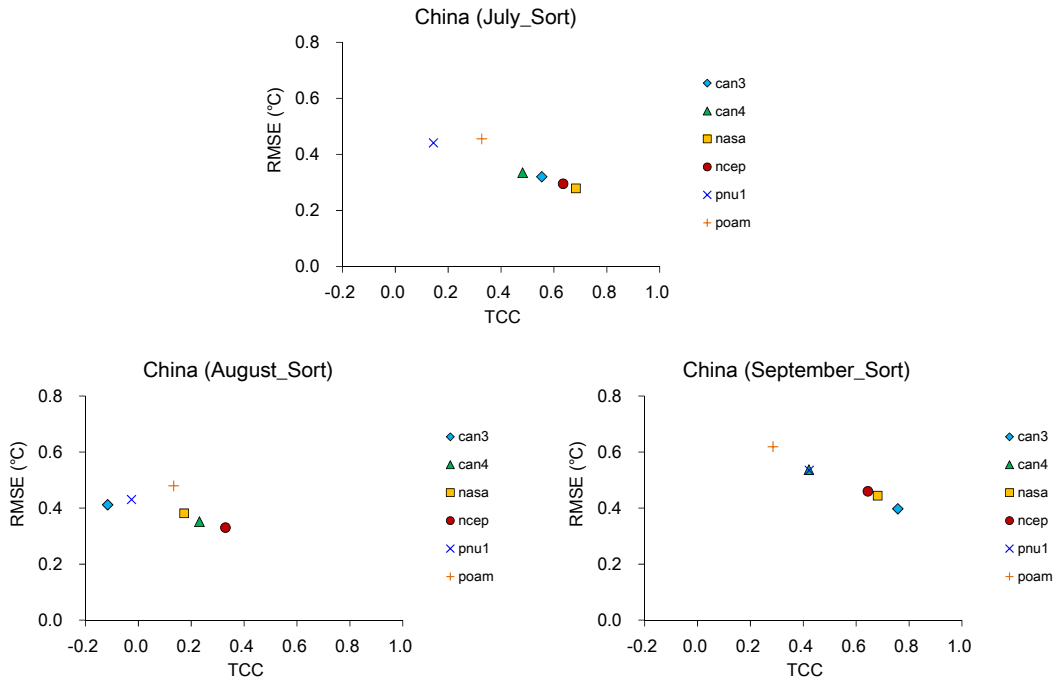 China (July_Sort)
RMSE (°C)
0.8
0.6
0.4
0.2
0.0
-0.2 0.0 0.2 0.4 0.6 0.8 1.0
TCC
can3
can4
nasa
ncep
pnu1
poam
China (August_Sort)
RMSE (°C)
0.8
0.6
0.4
0.2
0.0
-0.2 0.0 0.2 0.4 0.6 0.8 1.0
TCC
can3
can4
nasa
ncep
pnu1
poam
China (September_Sort)
RMSE (°C)
0.8
0.6
0.4
0.2
0.0
-0.2 0.0 0.2 0.4 0.6 0.8 1.0
TCC
can3
can4
nasa
ncep
pnu1
poam